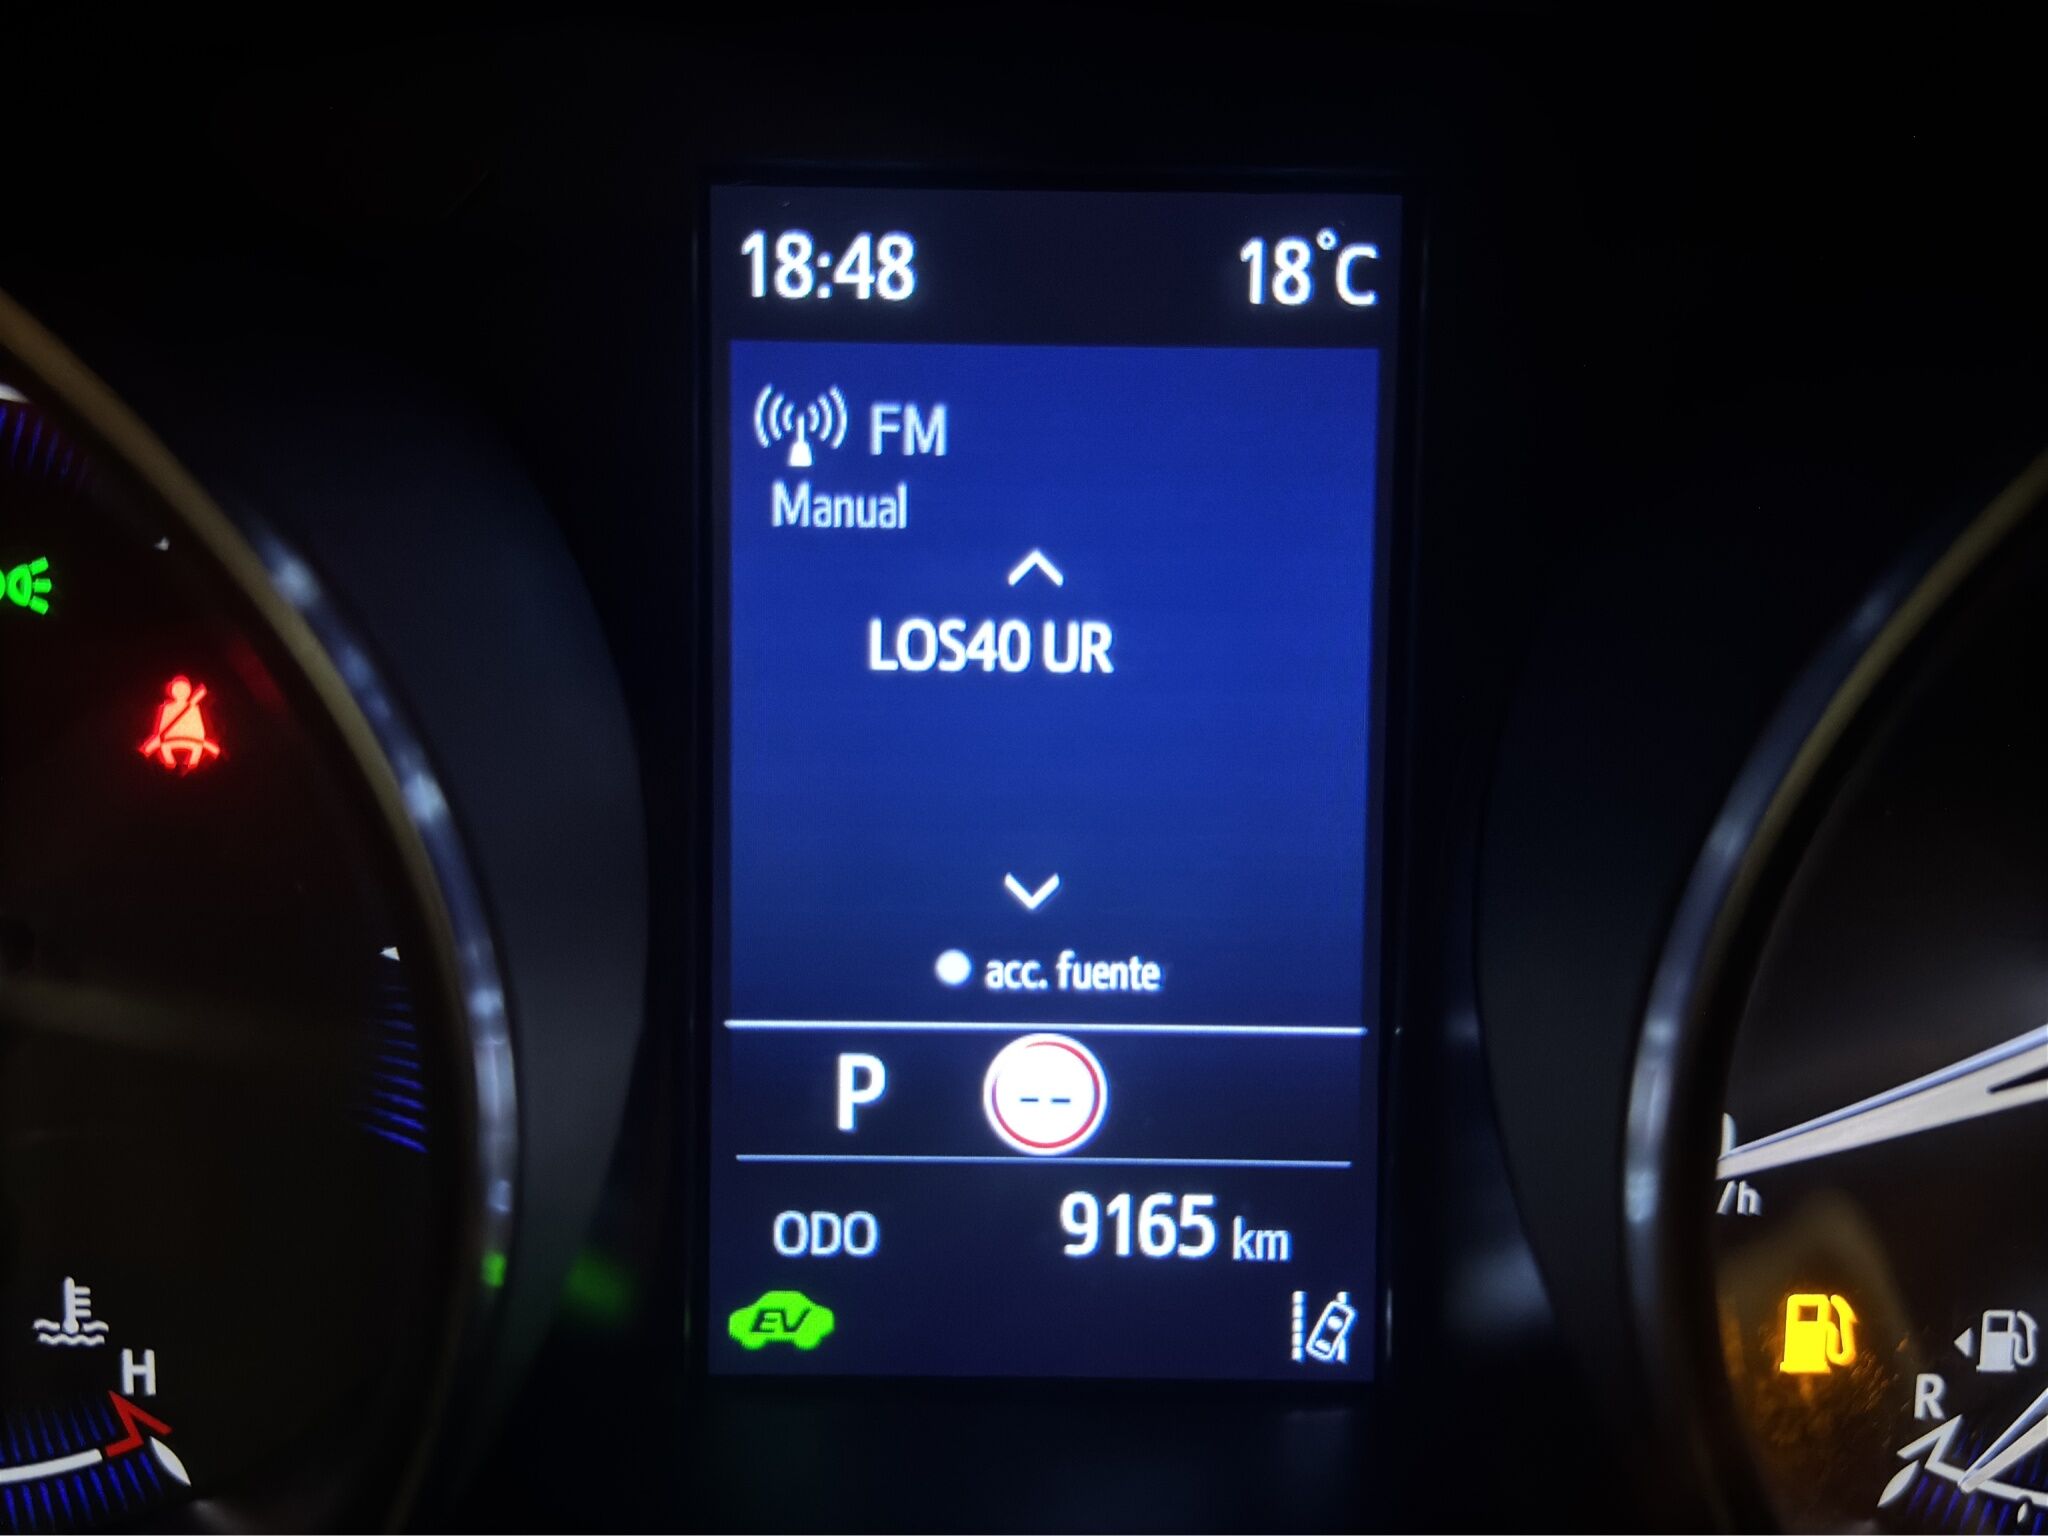 18:48 18°C
FM
Manual
LOS40 UR
acc. fuente
P --
/h
ODO 9165 km
EV
H
R